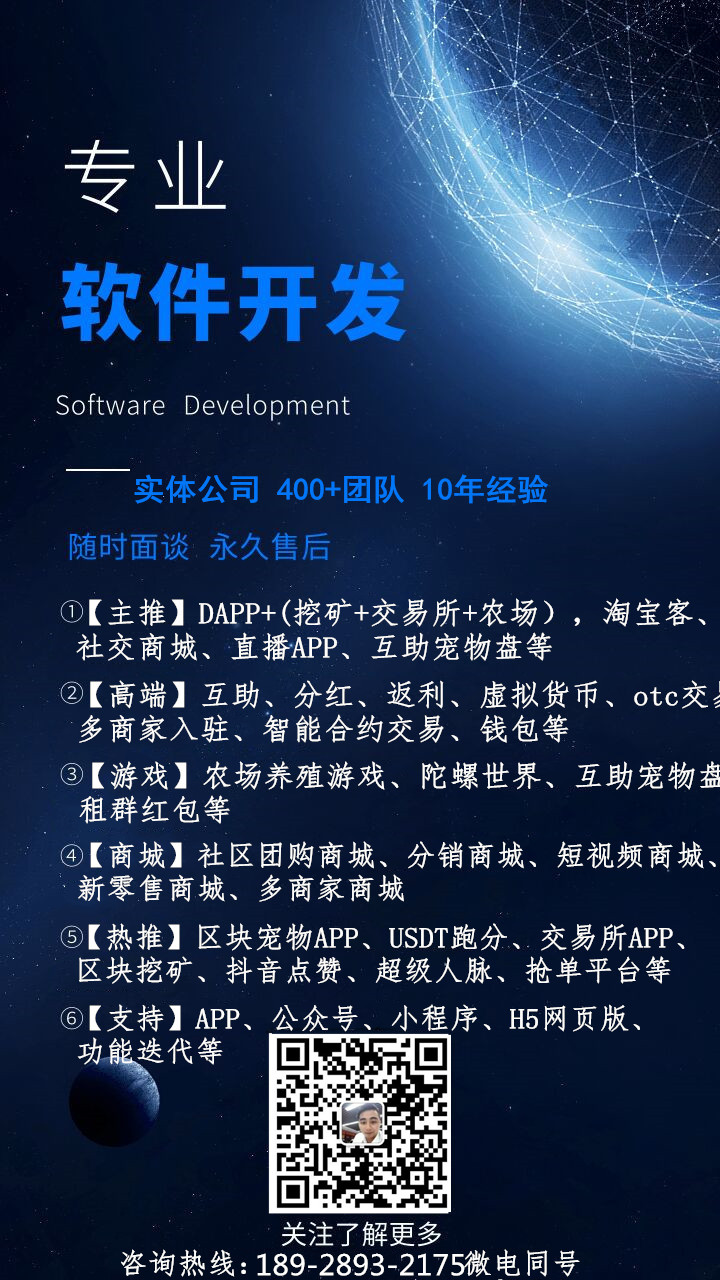 专业
软件开发
Software Development
实体公司 400+团队 10年经验
随时面谈 永久售后
①【主推】DAPP+(挖矿+交易所+农场），淘宝客、
社交商城、直播APP、互助宠物盘等
②【高端】互助、分红、返利、虚拟货币、otc交易
多商家入驻、智能合约交易、钱包等
③【游戏】农场养殖游戏、陀螺世界、互助宠物盘
租群红包等
④【商城】社区团购商城、分销商城、短视频商城、
新零售商城、多商家商城
⑤【热推】区块宠物APP、USDT跑分、交易所APP、
区块挖矿、抖音点赞、超级人脉、抢单平台等
⑥【支持】APP、公众号、小程序、H5网页版、
功能迭代等
关注了解更多
咨询热线:189-2893-2175微电同号